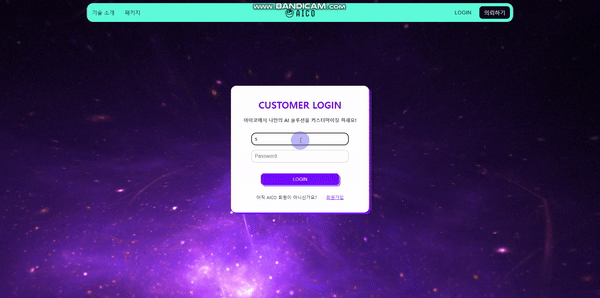 www.BANDICAM.com
기술 소개 패키지 AICO LOGIN 의뢰하기
CUSTOMER LOGIN
아이코에서 나만의 AI 솔루션을 커스터마이징 하세요!
s
Password
LOGIN
아직 AICO 회원이 아니신가요? 회원가입